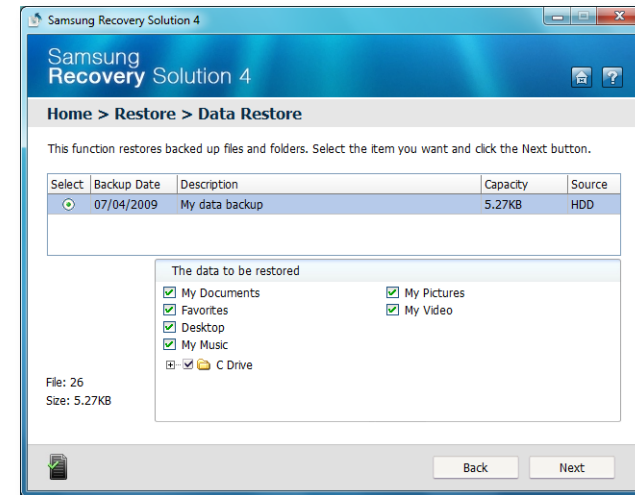 Samsung Recovery Solution 4
Samsung
Recovery Solution 4
Home > Restore > Data Restore
This function restores backed up files and folders. Select the item you want and click the Next button.
Select Backup Date Description Capacity Source
07/04/2009 My data backup 5.27KB HDD
The data to be restored
My Documents My Pictures
Favorites My Video
Desktop
My Music
C Drive
File: 26
Size: 5.27KB
Back Next